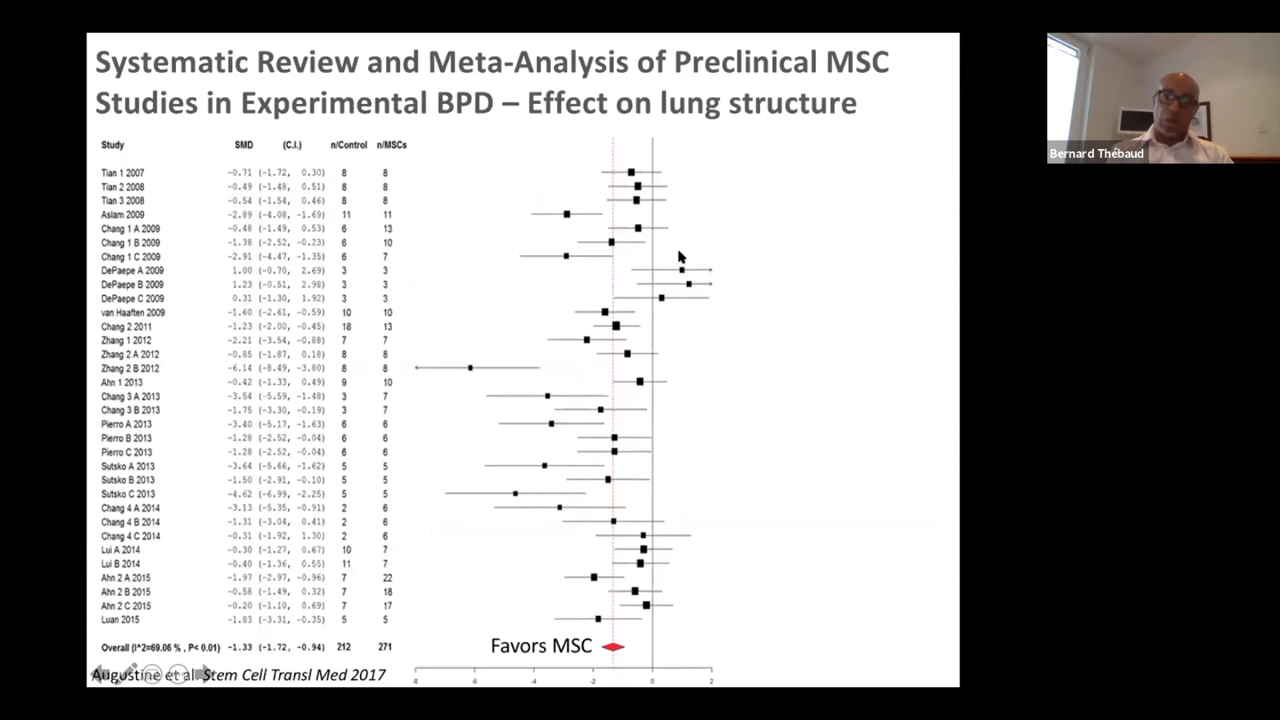 Systematic Review and Meta-Analysis of Preclinical MSC
Studies in Experimental BPD – Effect on lung structure
Bernard Thébaud
Study SMD (C.I.) n/Control n/MSCs
Tian 1 2007 -0.71 (-1.72, 0.30) 8 8
Tian 2 2008 -0.49 (-1.48, 0.51) 8 8
Tian 3 2008 -0.54 (-1.54, 0.46) 8 8
Aslam 2009 -2.89 (-4.08, -1.69) 11 11
Chang 1 A 2009 -0.48 (-1.49, 0.53) 6 13
Chang 1 B 2009 -1.38 (-2.52, -0.23) 6 10
Chang 1 C 2009 -2.91 (-4.47, -1.35) 6 7
DePaepe A 2009 1.00 (-0.70, 2.69) 3 3
DePaepe B 2009 1.23 (-0.51, 2.98) 3 3
DePaepe C 2009 0.31 (-1.30, 1.92) 3 3
van Haaften 2009 -1.60 (-2.61, -0.59) 10 10
Chang 2 2011 -1.23 (-2.00, -0.45) 18 13
Zhang 1 2012 -2.21 (-3.54, -0.88) 7 7
Zhang 2 A 2012 -0.85 (-1.87, 0.18) 8 8
Zhang 2 B 2012 -6.14 (-8.49, -3.80) 8 8
Ahn 1 2013 -0.42 (-1.33, 0.49) 9 10
Chang 3 A 2013 -3.54 (-5.59, -1.48) 3 7
Chang 3 B 2013 -1.75 (-3.30, -0.19) 3 7
Pierro A 2013 -3.40 (-5.17, -1.63) 6 6
Pierro B 2013 -1.28 (-2.52, -0.04) 6 6
Pierro C 2013 -1.28 (-2.52, -0.04) 6 6
Sutsko A 2013 -3.64 (-5.66, -1.62) 5 5
Sutsko B 2013 -1.50 (-2.91, -0.10) 5 5
Sutsko C 2013 -4.62 (-6.99, -2.25) 5 5
Chang 4 A 2014 -3.13 (-5.35, -0.91) 2 6
Chang 4 B 2014 -1.31 (-3.04, 0.41) 2 6
Chang 4 C 2014 -0.31 (-1.92, 1.30) 2 6
Lui A 2014 -0.30 (-1.27, 0.67) 10 7
Lui B 2014 -0.40 (-1.36, 0.55) 11 7
Ahn 2 A 2015 -1.97 (-2.97, -0.96) 7 22
Ahn 2 B 2015 -0.58 (-1.49, 0.32) 7 18
Ahn 2 C 2015 -0.20 (-1.10, 0.69) 7 17
Luan 2015 -1.83 (-3.31, -0.35) 5 5
Overall (I^2=69.06 % , P< 0.01) -1.33 (-1.72, -0.94) 212 271
Favors MSC
-8 -6 -4 -2 0 2
Augustine et al. Stem Cell Transl Med 2017